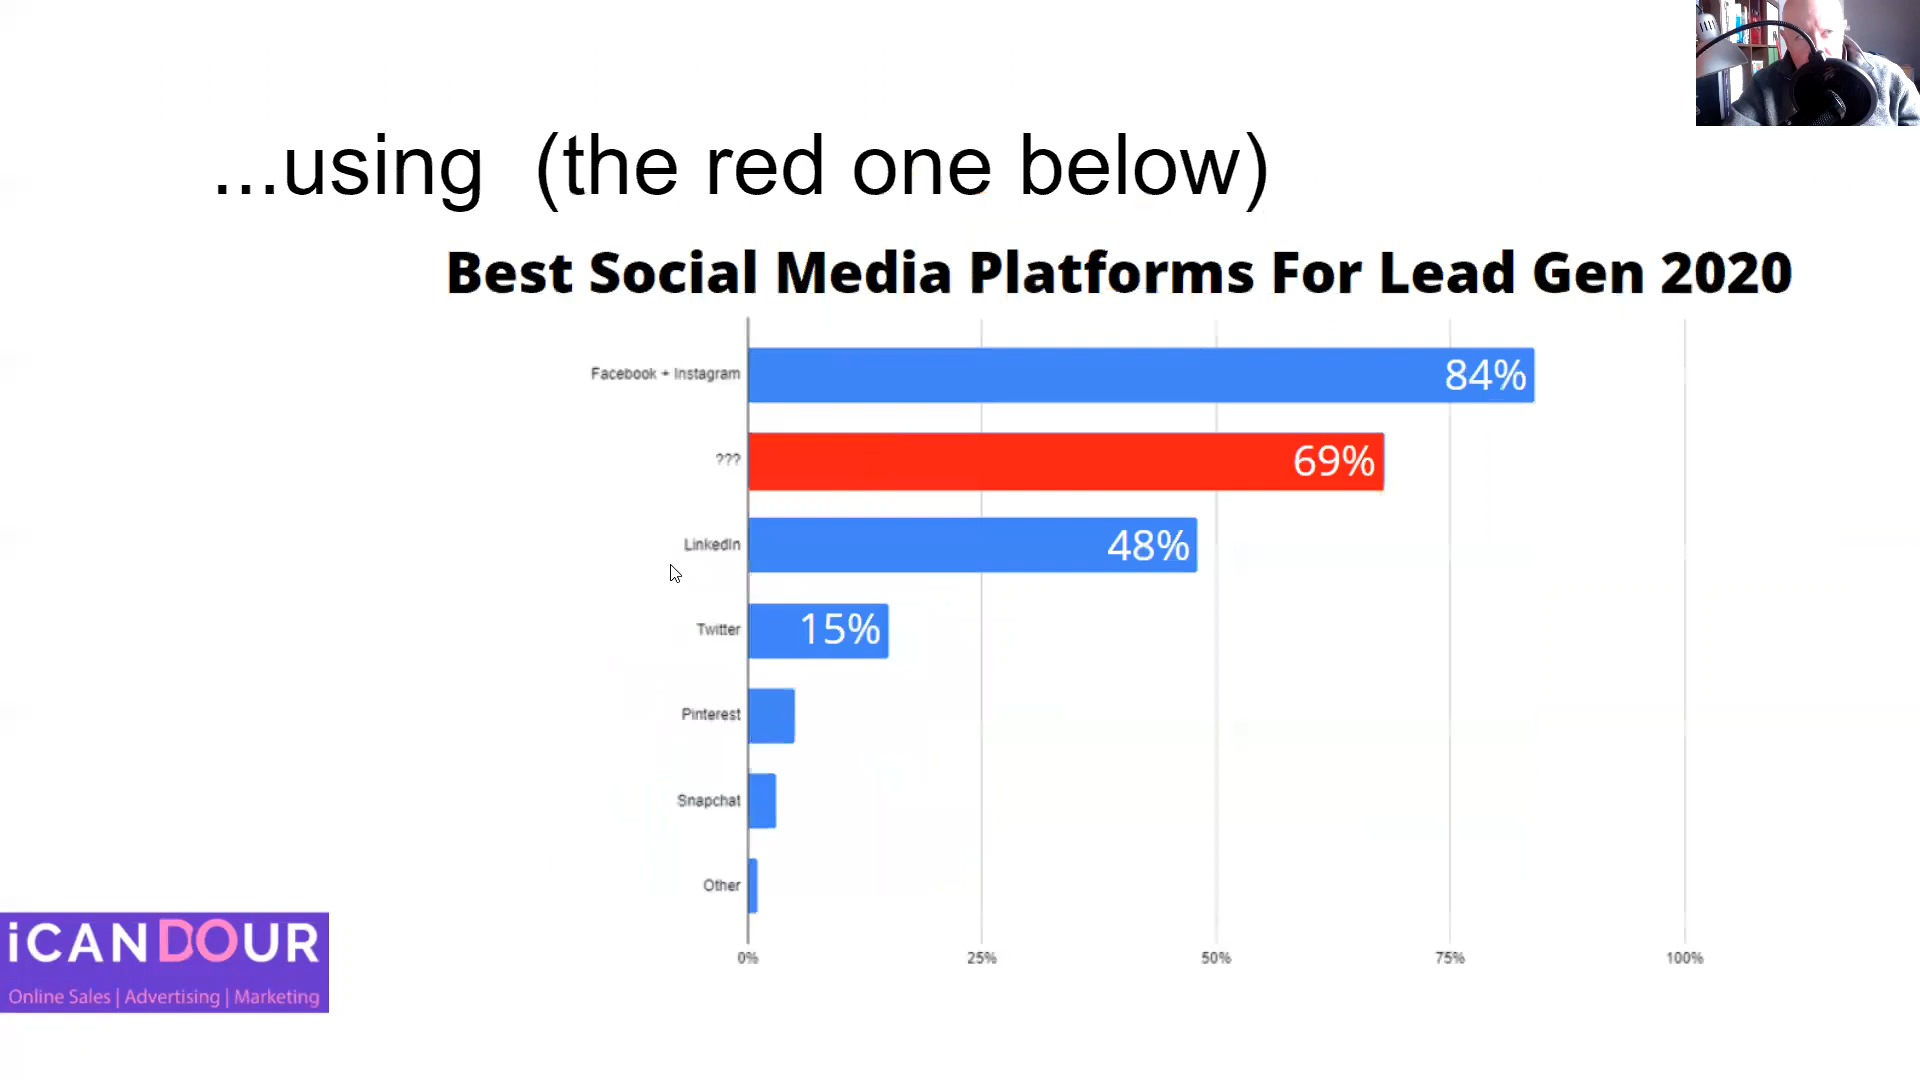 ...using (the red one below)
Best Social Media Platforms For Lead Gen 2020
Facebook + Instagram 84%
??? 69%
LinkedIn 48%
Twitter 15%
Pinterest
Snapchat
Other
0% 25% 50% 75% 100%
iCANDOUR
Online Sales | Advertising | Marketing